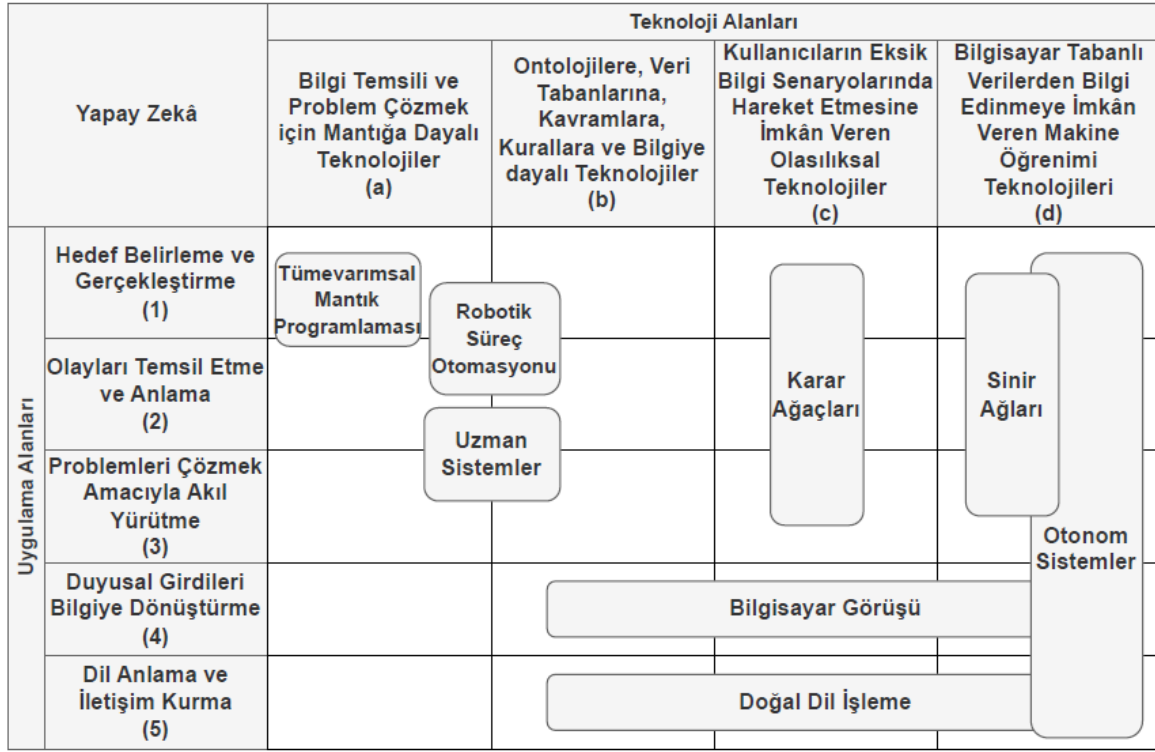 Yapay Zekâ
Teknoloji Alanları
Bilgi Temsili ve
Problem Çözmek
için Mantığa Dayalı
Teknolojiler
(a)
Ontolojilere, Veri
Tabanlarına,
Kavramlara,
Kurallara ve Bilgiye
dayalı Teknolojiler
(b)
Kullanıcıların Eksik
Bilgi Senaryolarında
Hareket Etmesine
İmkân Veren
Olasılıksal
Teknolojiler
(c)
Bilgisayar Tabanlı
Verilerden Bilgi
Edinmeye İmkân
Veren Makine
Öğrenimi
Teknolojileri
(d)
Uygulama Alanları
Hedef Belirleme ve
Gerçekleştirme
(1)
Tümevarımsal
Mantık
Programlaması
Robotik
Süreç
Otomasyonu
Olayları Temsil Etme
ve Anlama
(2)
Karar
Ağaçları
Sinir
Ağları
Uzman
Sistemler
Problemleri Çözmek
Amacıyla Akıl
Yürütme
(3)
Otonom
Sistemler
Duyusal Girdileri
Bilgiye Dönüştürme
(4)
Bilgisayar Görüşü
Dil Anlama ve
İletişim Kurma
(5)
Doğal Dil İşleme